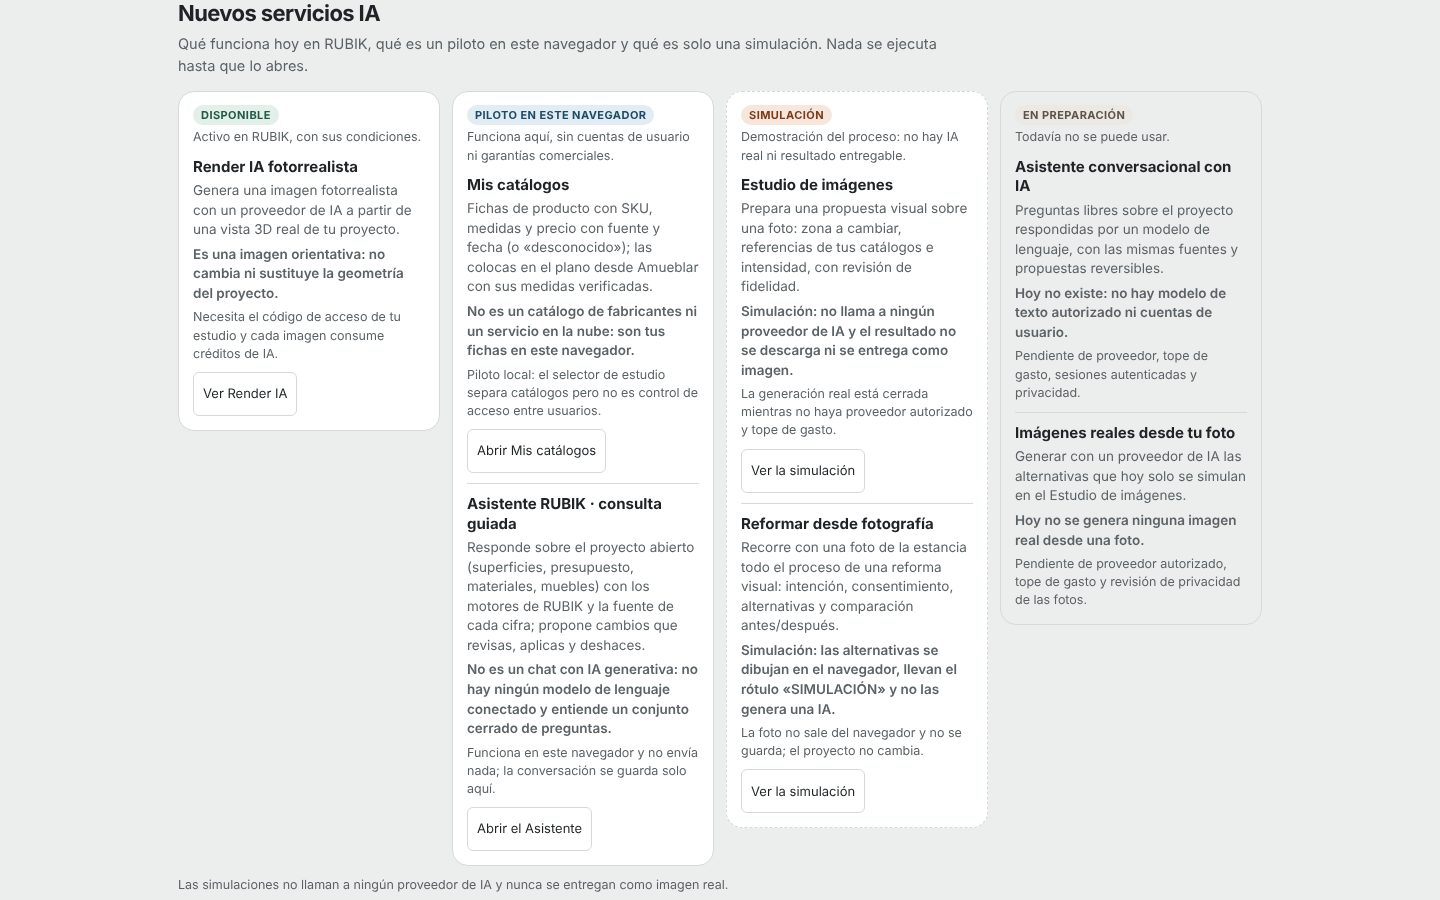 Nuevos servicios IA
Qué funciona hoy en RUBIK, qué es un piloto en este navegador y qué es solo una simulación. Nada se ejecuta
hasta que lo abres.
DISPONIBLE
Activo en RUBIK, con sus condiciones.
Render IA fotorrealista
Genera una imagen fotorrealista
con un proveedor de IA a partir de
una vista 3D real de tu proyecto.
Es una imagen orientativa: no
cambia ni sustituye la geometría
del proyecto.
Necesita el código de acceso de tu
estudio y cada imagen consume
créditos de IA.
Ver Render IA
PILOTO EN ESTE NAVEGADOR
Funciona aquí, sin cuentas de usuario
ni garantías comerciales.
Mis catálogos
Fichas de producto con SKU,
medidas y precio con fuente y
fecha (o «desconocido»); las
colocas en el plano desde Amueblar
con sus medidas verificadas.
No es un catálogo de fabricantes ni
un servicio en la nube: son tus
fichas en este navegador.
Piloto local: el selector de estudio
separa catálogos pero no es control de
acceso entre usuarios.
Abrir Mis catálogos
Asistente RUBIK · consulta
guiada
Responde sobre el proyecto abierto
(superficies, presupuesto,
materiales, muebles) con los
motores de RUBIK y la fuente de
cada cifra; propone cambios que
revisas, aplicas y deshaces.
No es un chat con IA generativa: no
hay ningún modelo de lenguaje
conectado y entiende un conjunto
cerrado de preguntas.
Funciona en este navegador y no envía
nada; la conversación se guarda solo
aquí.
Abrir el Asistente
SIMULACIÓN
Demostración del proceso: no hay IA
real ni resultado entregable.
Estudio de imágenes
Prepara una propuesta visual sobre
una foto: zona a cambiar,
referencias de tus catálogos e
intensidad, con revisión de
fidelidad.
Simulación: no llama a ningún
proveedor de IA y el resultado no
se descarga ni se entrega como
imagen.
La generación real está cerrada
mientras no haya proveedor autorizado
y tope de gasto.
Ver la simulación
Reformar desde fotografía
Recorre con una foto de la estancia
todo el proceso de una reforma
visual: intención, consentimiento,
alternativas y comparación
antes/después.
Simulación: las alternativas se
dibujan en el navegador, llevan el
rótulo «SIMULACIÓN» y no las
genera una IA.
La foto no sale del navegador y no se
guarda; el proyecto no cambia.
Ver la simulación
EN PREPARACIÓN
Todavía no se puede usar.
Asistente conversacional con
IA
Preguntas libres sobre el proyecto
respondidas por un modelo de
lenguaje, con las mismas fuentes y
propuestas reversibles.
Hoy no existe: no hay modelo de
texto autorizado ni cuentas de
usuario.
Pendiente de proveedor, tope de
gasto, sesiones autenticadas y
privacidad.
Imágenes reales desde tu foto
Generar con un proveedor de IA las
alternativas que hoy solo se simulan
en el Estudio de imágenes.
Hoy no se genera ninguna imagen
real desde una foto.
Pendiente de proveedor autorizado,
tope de gasto y revisión de privacidad
de las fotos.
Las simulaciones no llaman a ningún proveedor de IA y nunca se entregan como imagen real.